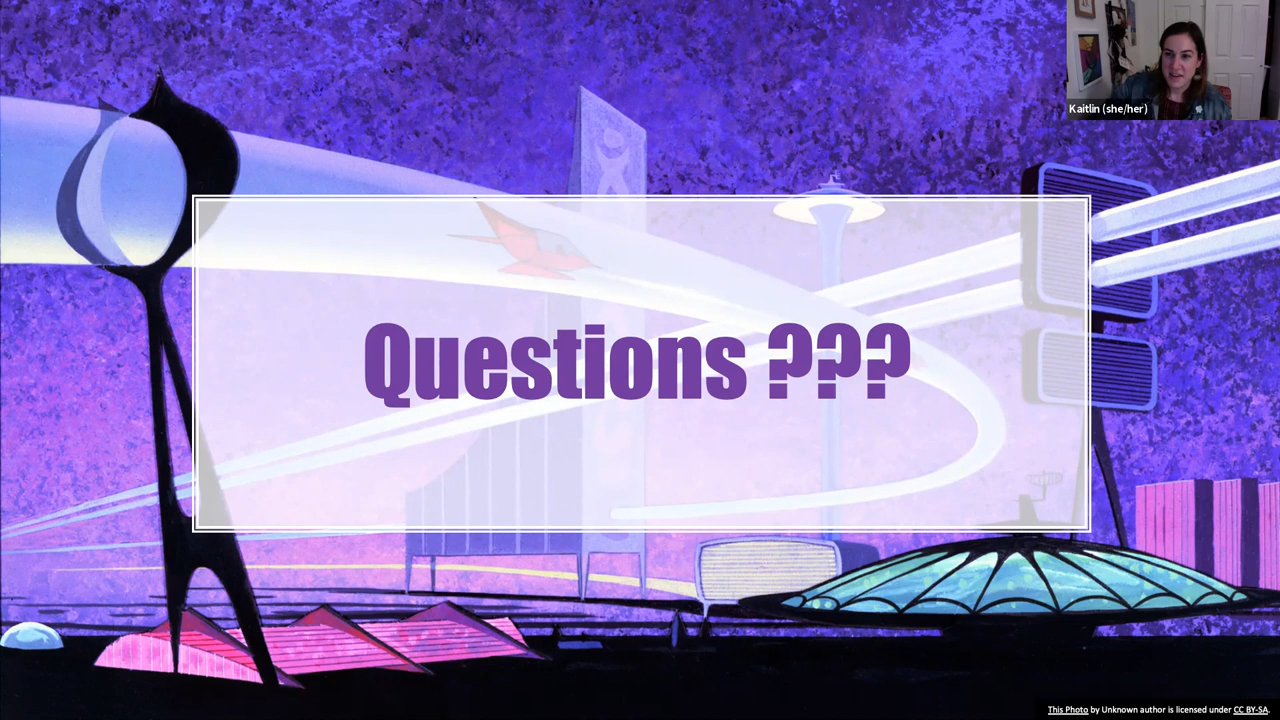 Kaitlin (she/her)
Questions ???
This Photo by Unknown author is licensed under CC BY-SA.